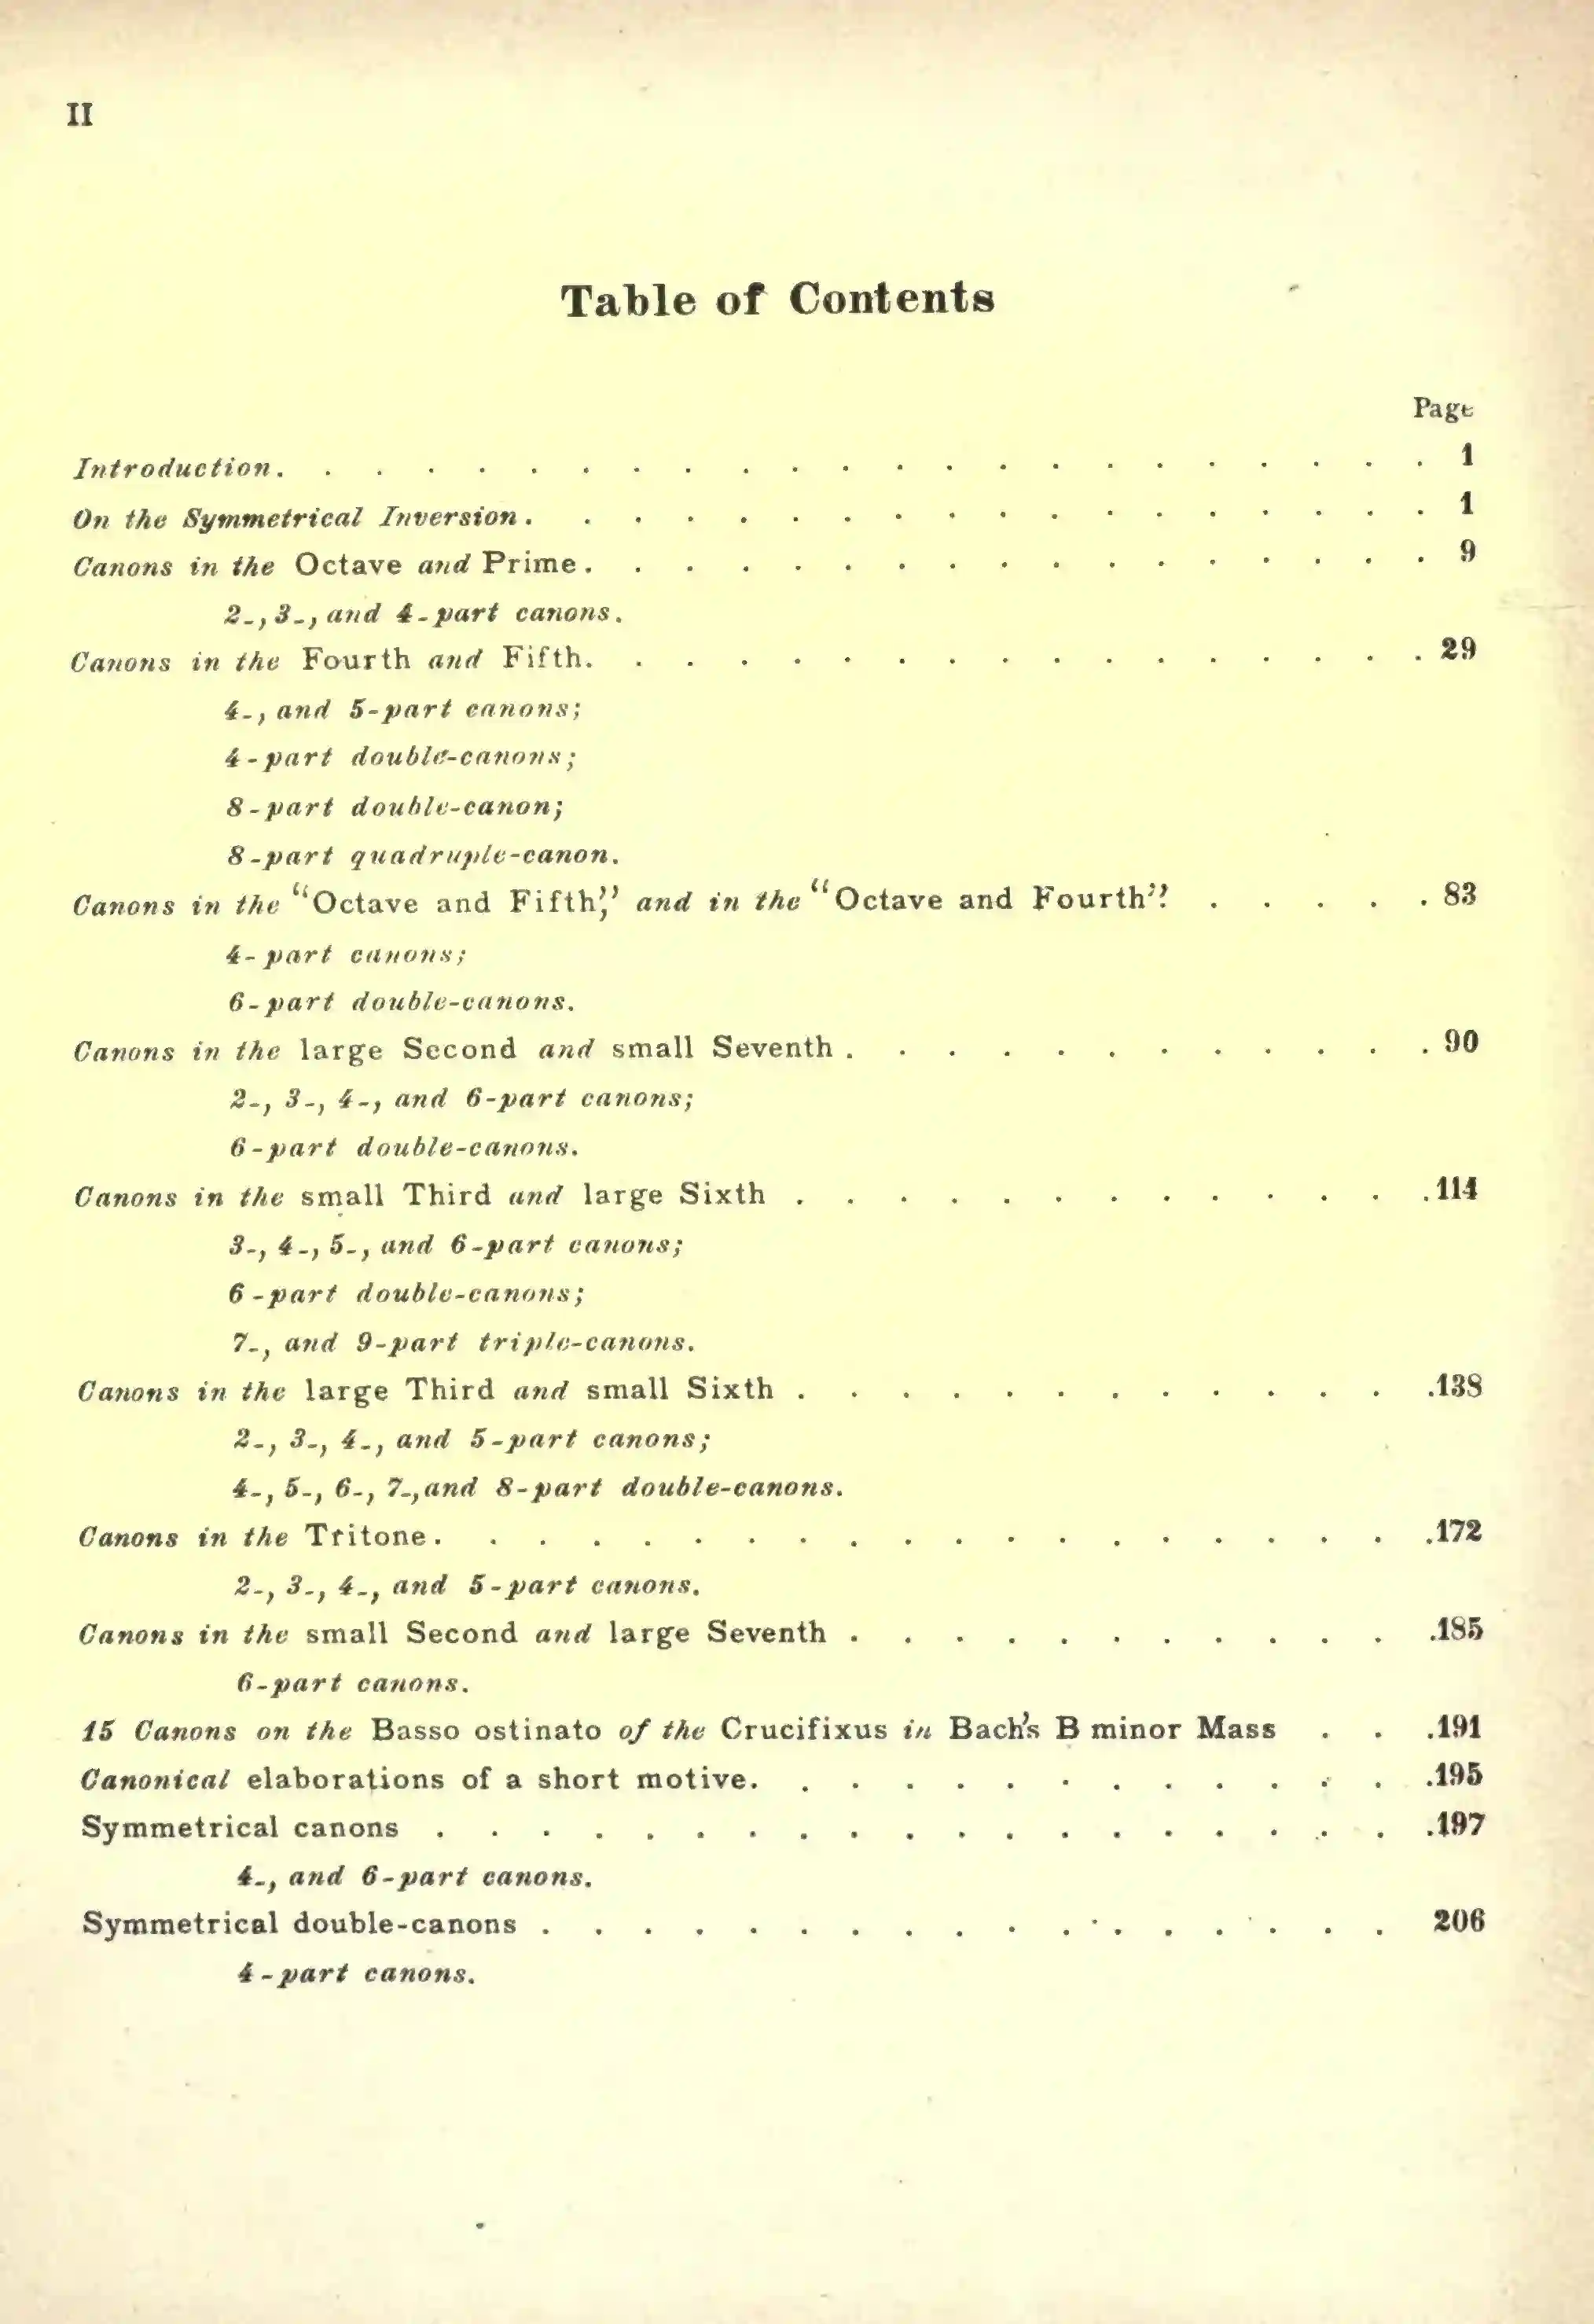 II
Table of Contents
Page
Introduction . . . . . . . . . . . . . . . . . . . . . . . 1
On the Symmetrical Inversion . . . . . . . . . . . . . . . . . . 1
Canons in the Octave and Prime . . . . . . . . . . . . . . . . . 9
2-, 3-, and 4-part canons.
Canons in the Fourth and Fifth . . . . . . . . . . . . . . . . . 29
4-, and 5-part canons;
4-part double-canons;
8-part double-canon;
8-part quadruple-canon.
Canons in the "Octave and Fifth," and in the "Octave and Fourth". . . . . . 83
4-part canons;
6-part double-canons.
Canons in the large Second and small Seventh . . . . . . . . . . . . 90
2-, 3-, 4-, and 6-part canons;
6-part double-canons.
Canons in the small Third and large Sixth . . . . . . . . . . . . . 114
3-, 4-, 5-, and 6-part canons;
6-part double-canons;
7-, and 9-part triple-canons.
Canons in the large Third and small Sixth . . . . . . . . . . . . . 138
2-, 3-, 4-, and 5-part canons;
4-, 5-, 6-, 7-, and 8-part double-canons.
Canons in the Tritone . . . . . . . . . . . . . . . . . . . . 172
2-, 3-, 4-, and 5-part canons.
Canons in the small Second and large Seventh . . . . . . . . . . . . 185
6-part canons.
15 Canons on the Basso ostinato of the Crucifixus in Bach's B minor Mass . . . 191
Canonical elaborations of a short motive . . . . . . . . . . . . . . 195
Symmetrical canons . . . . . . . . . . . . . . . . . . . . 197
4-, and 6-part canons.
Symmetrical double-canons . . . . . . . . . . . . . . . . . 206
4-part canons.